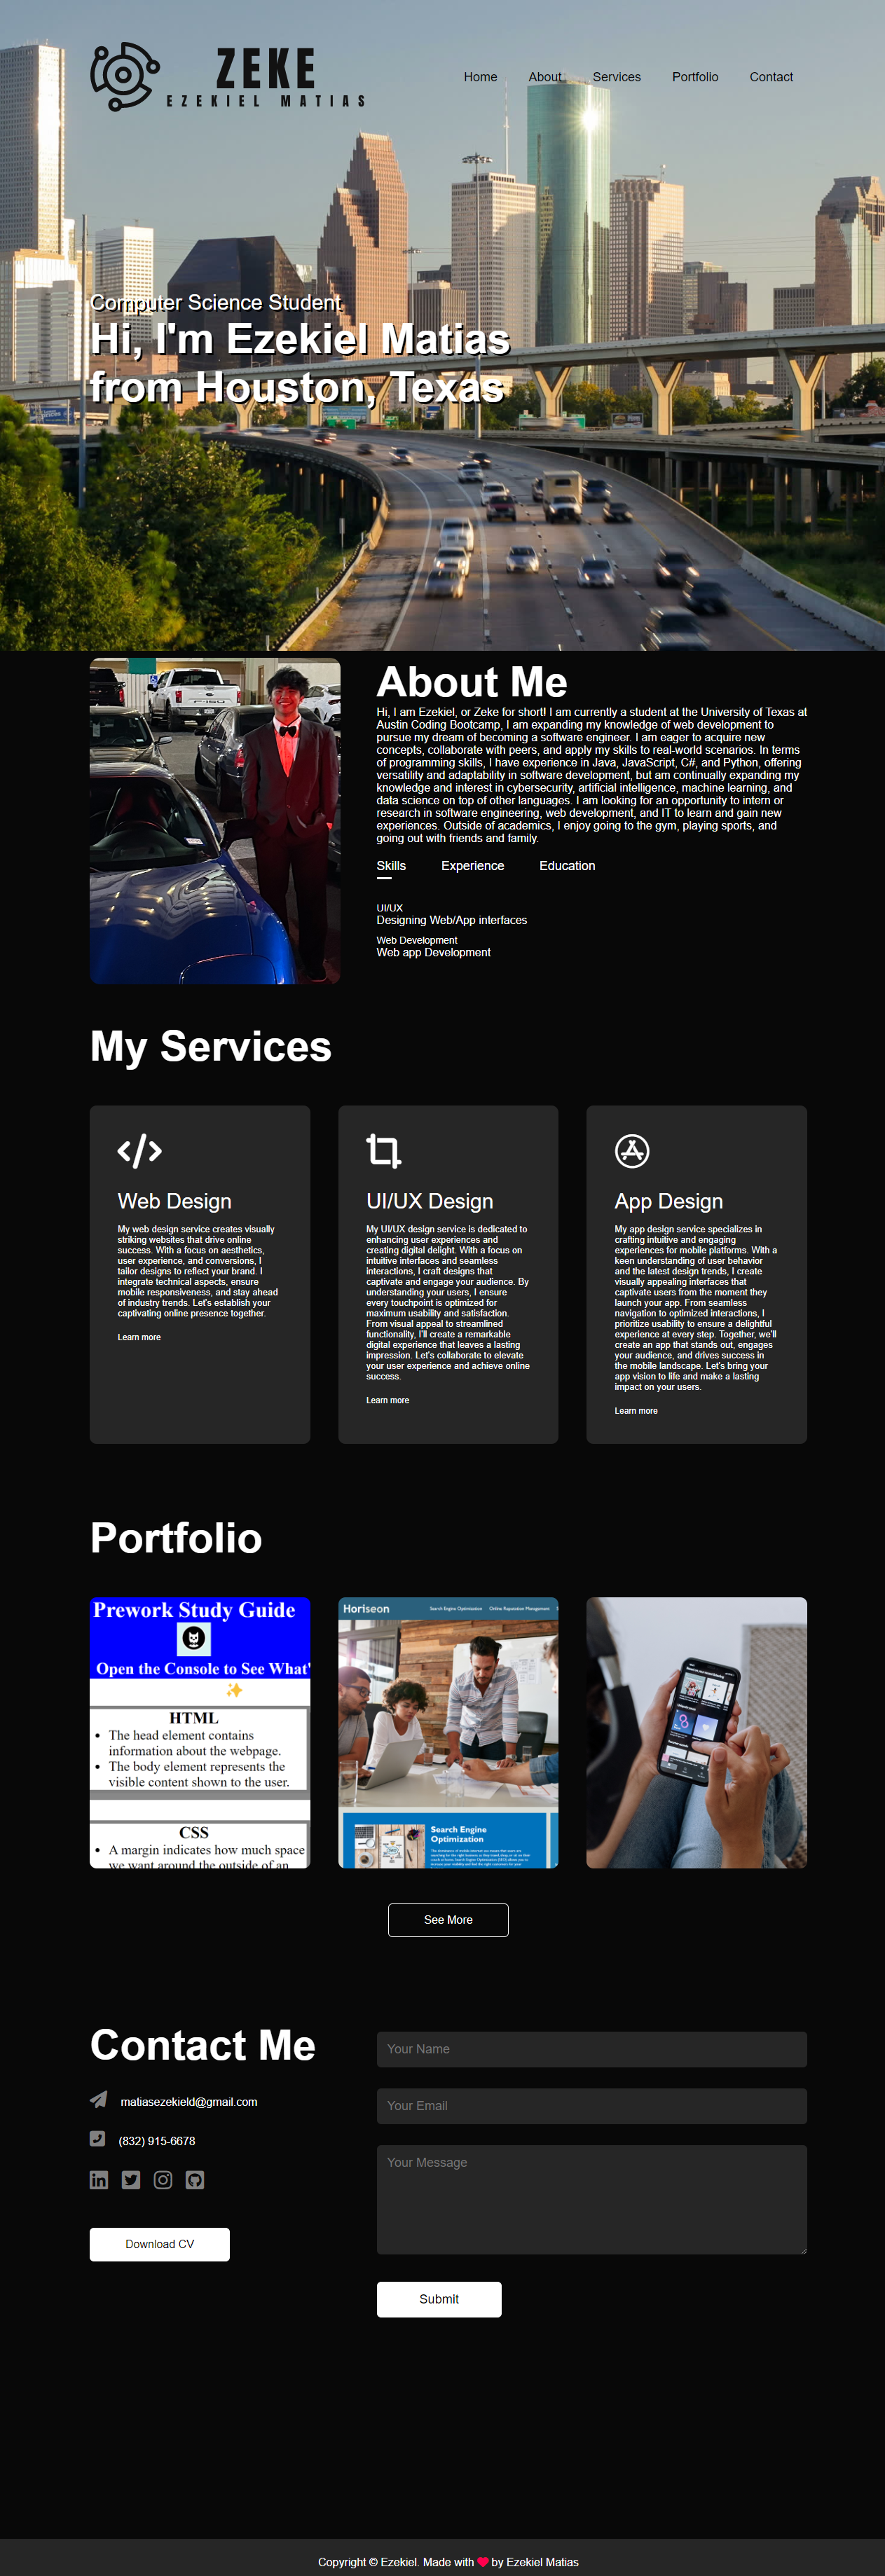 ZEKE
EZEKIEL MATIAS
Home About Services Portfolio Contact
Computer Science Student
Hi, I'm Ezekiel Matias
from Houston, Texas
About Me
Hi, I am Ezekiel, or Zeke for short! I am currently a student at the University of Texas at
Austin Coding Bootcamp, I am expanding my knowledge of web development to
pursue my dream of becoming a software engineer. I am eager to acquire new
concepts, collaborate with peers, and apply my skills to real-world scenarios. In terms
of programming skills, I have experience in Java, JavaScript, C#, and Python, offering
versatility and adaptability in software development, but am continually expanding my
knowledge and interest in cybersecurity, artificial intelligence, machine learning, and
data science on top of other languages. I am looking for an opportunity to intern or
research in software engineering, web development, and IT to learn and gain new
experiences. Outside of academics, I enjoy going to the gym, playing sports, and
going out with friends and family.
Skills Experience Education
UI/UX
Designing Web/App interfaces
Web Development
Web app Development
My Services
Web Design
My web design service creates visually
striking websites that drive online
success. With a focus on aesthetics,
user experience, and conversions, I
tailor designs to reflect your brand. I
integrate technical aspects, ensure
mobile responsiveness, and stay ahead
of industry trends. Let's establish your
captivating online presence together.
Learn more
UI/UX Design
My UI/UX design service is dedicated to
enhancing user experiences and
creating digital delight. With a focus on
intuitive interfaces and seamless
interactions, I craft designs that
captivate and engage your audience. By
understanding your users, I ensure
every touchpoint is optimized for
maximum usability and satisfaction.
From visual appeal to streamlined
functionality, I'll create a remarkable
digital experience that leaves a lasting
impression. Let's collaborate to elevate
your user experience and achieve online
success.
Learn more
App Design
My app design service specializes in
crafting intuitive and engaging
experiences for mobile platforms. With a
keen understanding of user behavior
and the latest design trends, I create
visually appealing interfaces that
captivate users from the moment they
launch your app. From seamless
navigation to optimized interactions, I
prioritize usability to ensure a delightful
experience at every step. Together, we'll
create an app that stands out, engages
your audience, and drives success in
the mobile landscape. Let's bring your
app vision to life and make a lasting
impact on your users.
Learn more
Portfolio
Prework Study Guide
Open the Console to See What'
HTML
• The head element contains
information about the webpage.
• The body element represents the
visible content shown to the user.
CSS
• A margin indicates how much space
we want around the outside of an
Horiseon
Search Engine Optimization Online Reputation Management
Search Engine
Optimization
See More
Contact Me
matiasezekield@gmail.com
(832) 915-6678
Download CV
Your Name
Your Email
Your Message
Submit
Copyright © Ezekiel. Made with ❤ by Ezekiel Matias